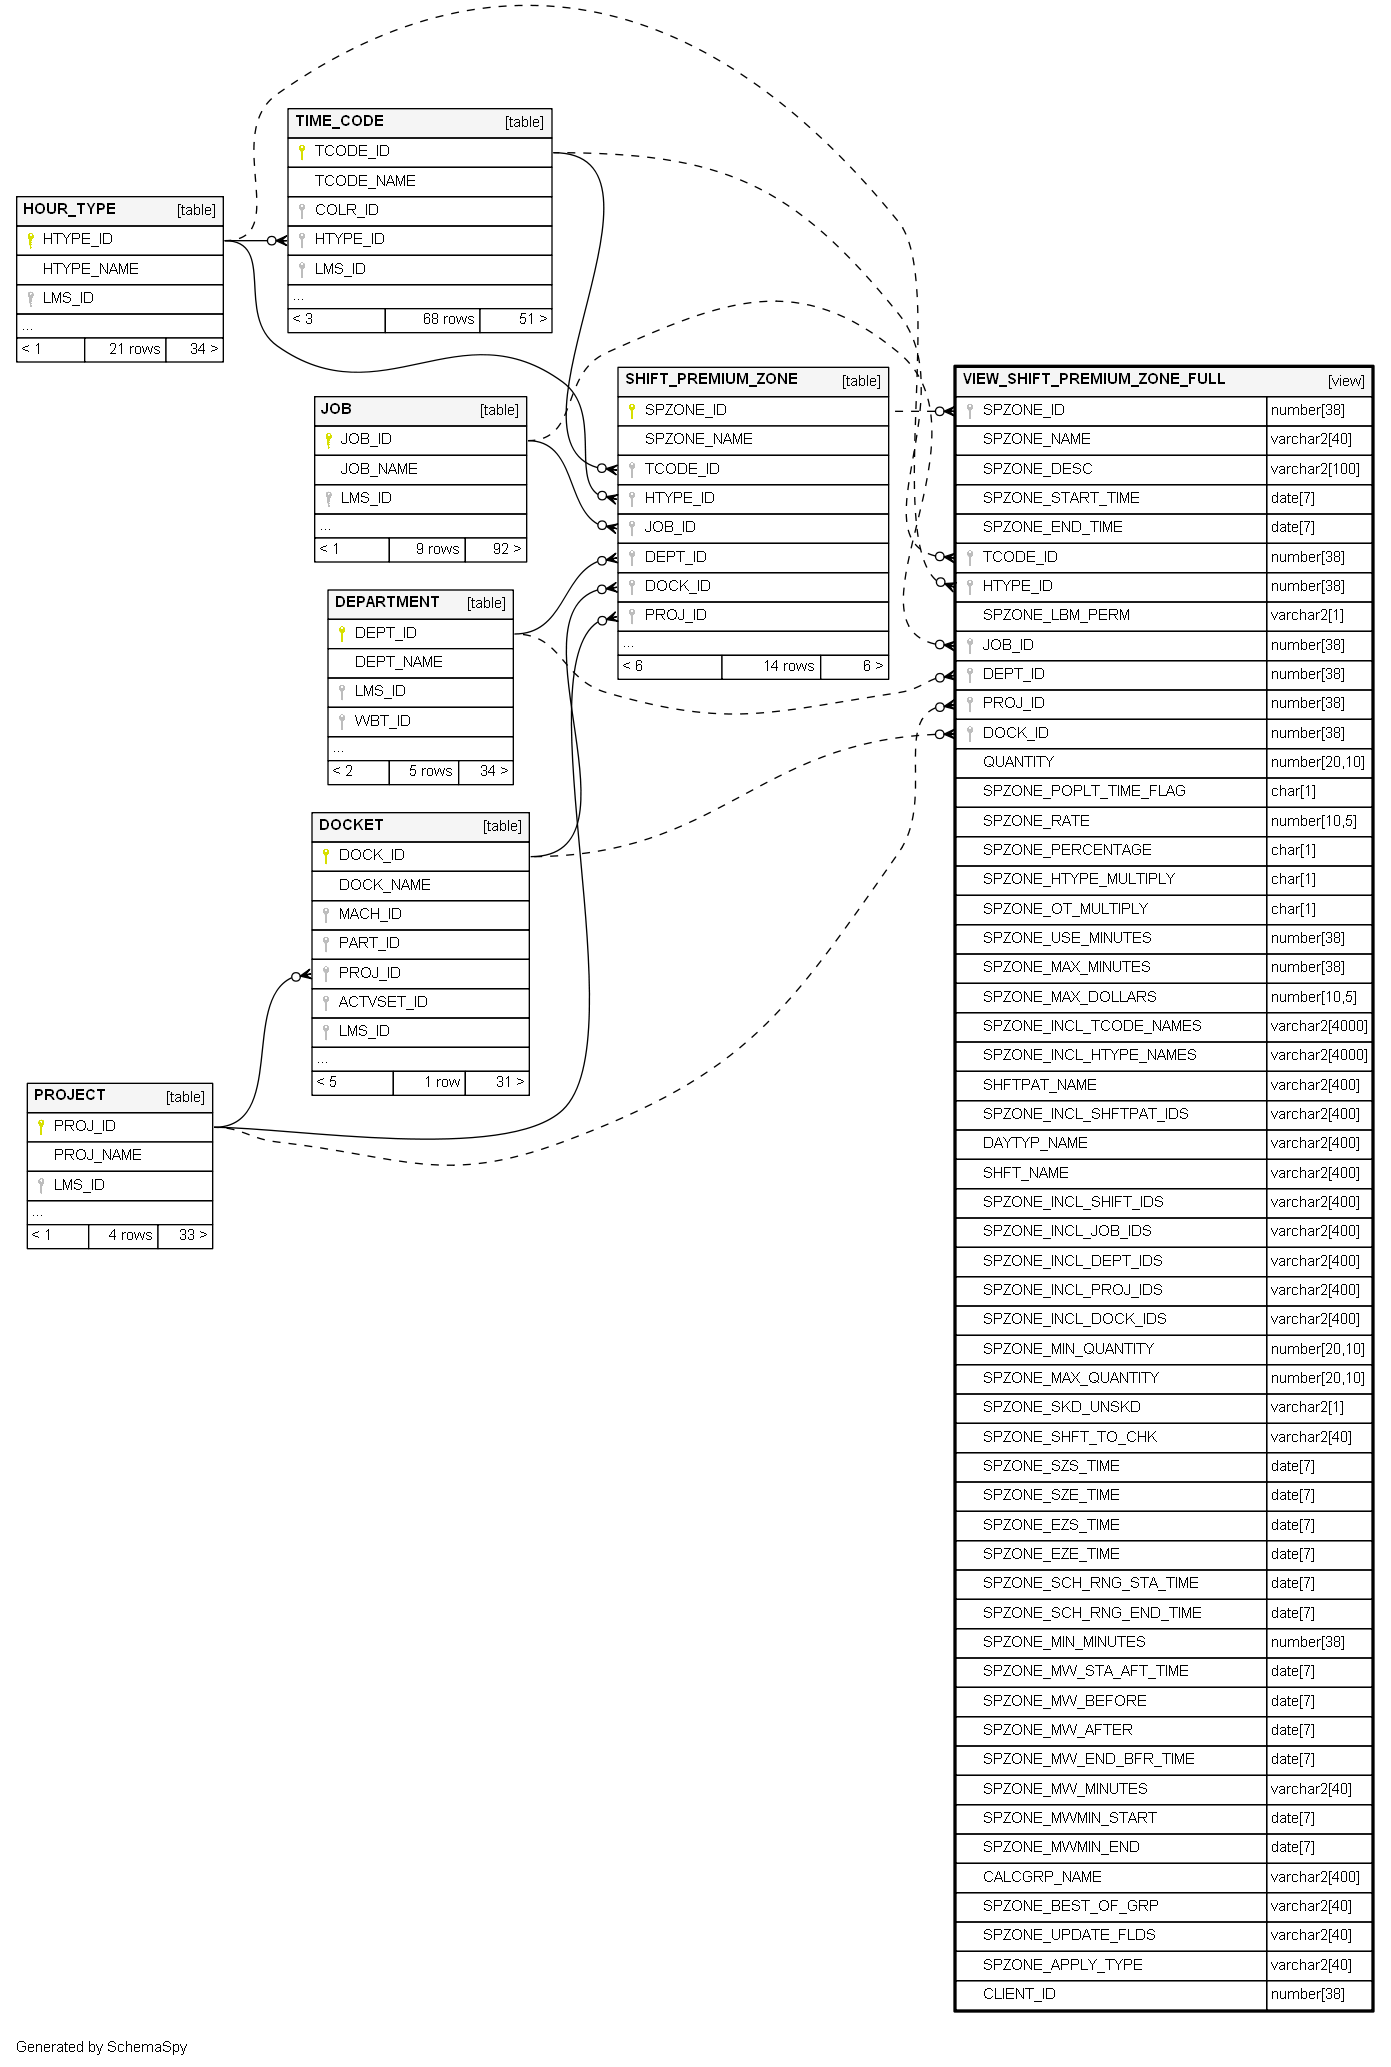 TIME_CODE [table]
TCODE_ID
TCODE_NAME
COLR_ID
HTYPE_ID
LMS_ID
...
< 3 68 rows 51 >
HOUR_TYPE [table]
HTYPE_ID
HTYPE_NAME
LMS_ID
...
< 1 21 rows 34 >
JOB [table]
JOB_ID
JOB_NAME
LMS_ID
...
< 1 9 rows 92 >
DEPARTMENT [table]
DEPT_ID
DEPT_NAME
LMS_ID
WBT_ID
...
< 2 5 rows 34 >
DOCKET [table]
DOCK_ID
DOCK_NAME
MACH_ID
PART_ID
PROJ_ID
ACTVSET_ID
LMS_ID
...
< 5 1 row 31 >
PROJECT [table]
PROJ_ID
PROJ_NAME
LMS_ID
...
< 1 4 rows 33 >
SHIFT_PREMIUM_ZONE [table]
SPZONE_ID
SPZONE_NAME
TCODE_ID
HTYPE_ID
JOB_ID
DEPT_ID
DOCK_ID
PROJ_ID
...
< 6 14 rows 6 >
VIEW_SHIFT_PREMIUM_ZONE_FULL [view]
SPZONE_ID number[38]
SPZONE_NAME varchar2[40]
SPZONE_DESC varchar2[100]
SPZONE_START_TIME date[7]
SPZONE_END_TIME date[7]
TCODE_ID number[38]
HTYPE_ID number[38]
SPZONE_LBM_PERM varchar2[1]
JOB_ID number[38]
DEPT_ID number[38]
PROJ_ID number[38]
DOCK_ID number[38]
QUANTITY number[20,10]
SPZONE_POPLT_TIME_FLAG char[1]
SPZONE_RATE number[10,5]
SPZONE_PERCENTAGE char[1]
SPZONE_HTYPE_MULTIPLY char[1]
SPZONE_OT_MULTIPLY char[1]
SPZONE_USE_MINUTES number[38]
SPZONE_MAX_MINUTES number[38]
SPZONE_MAX_DOLLARS number[10,5]
SPZONE_INCL_TCODE_NAMES varchar2[4000]
SPZONE_INCL_HTYPE_NAMES varchar2[4000]
SHFTPAT_NAME varchar2[400]
SPZONE_INCL_SHFTPAT_IDS varchar2[400]
DAYTYP_NAME varchar2[400]
SHFT_NAME varchar2[400]
SPZONE_INCL_SHIFT_IDS varchar2[400]
SPZONE_INCL_JOB_IDS varchar2[400]
SPZONE_INCL_DEPT_IDS varchar2[400]
SPZONE_INCL_PROJ_IDS varchar2[400]
SPZONE_INCL_DOCK_IDS varchar2[400]
SPZONE_MIN_QUANTITY number[20,10]
SPZONE_MAX_QUANTITY number[20,10]
SPZONE_SKD_UNSKD varchar2[1]
SPZONE_SHFT_TO_CHK varchar2[40]
SPZONE_SZS_TIME date[7]
SPZONE_SZE_TIME date[7]
SPZONE_EZS_TIME date[7]
SPZONE_EZE_TIME date[7]
SPZONE_SCH_RNG_STA_TIME date[7]
SPZONE_SCH_RNG_END_TIME date[7]
SPZONE_MIN_MINUTES number[38]
SPZONE_MW_STA_AFT_TIME date[7]
SPZONE_MW_BEFORE date[7]
SPZONE_MW_AFTER date[7]
SPZONE_MW_END_BFR_TIME date[7]
SPZONE_MW_MINUTES varchar2[40]
SPZONE_MWMIN_START date[7]
SPZONE_MWMIN_END date[7]
CALCGRP_NAME varchar2[400]
SPZONE_BEST_OF_GRP varchar2[40]
SPZONE_UPDATE_FLDS varchar2[40]
SPZONE_APPLY_TYPE varchar2[40]
CLIENT_ID number[38]
Generated by SchemaSpy